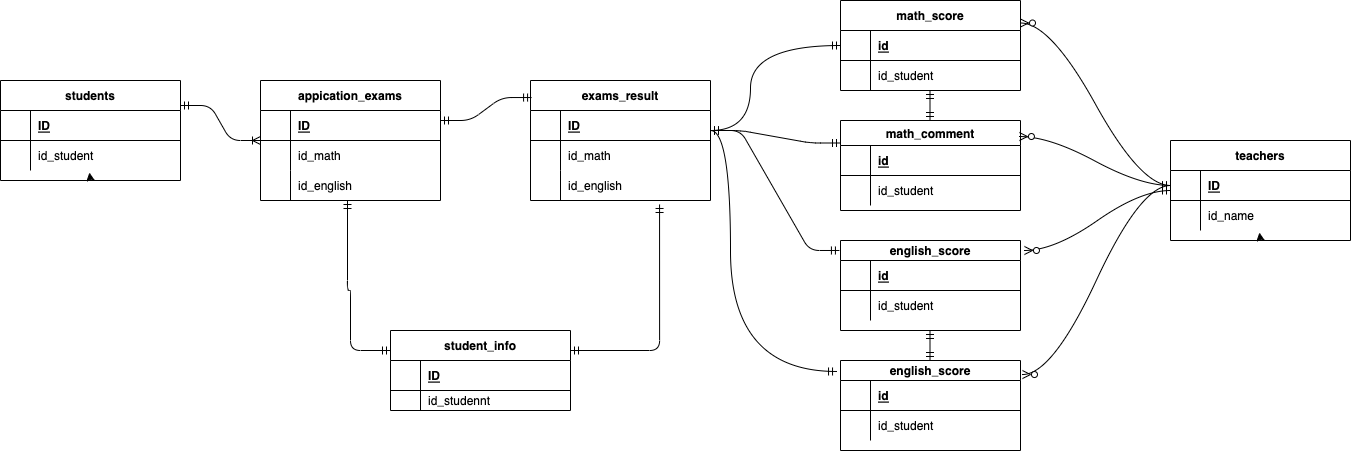 students
ID
id_student
appication_exams
ID
id_math
id_english
exams_result
ID
id_math
id_english
student_info
ID
id_studennt
math_score
id
id_student
math_comment
id
id_student
english_score
id
id_student
english_score
id
id_student
teachers
ID
id_name